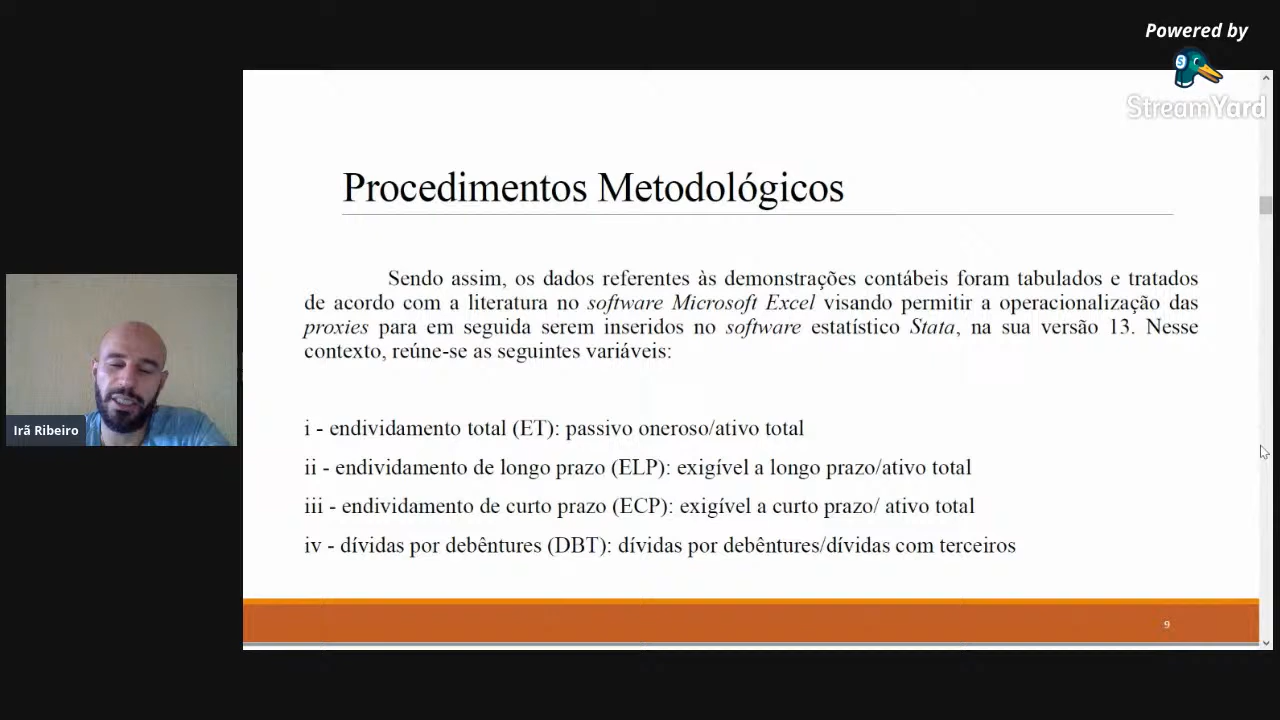 Powered by
StreamYard
Procedimentos Metodológicos
Sendo assim, os dados referentes às demonstrações contábeis foram tabulados e tratados
de acordo com a literatura no software Microsoft Excel visando permitir a operacionalização das
proxies para em seguida serem inseridos no software estatístico Stata, na sua versão 13. Nesse
contexto, reúne-se as seguintes variáveis:
i - endividamento total (ET): passivo oneroso/ativo total
ii - endividamento de longo prazo (ELP): exigível a longo prazo/ativo total
iii - endividamento de curto prazo (ECP): exigível a curto prazo/ ativo total
iv - dívidas por debêntures (DBT): dívidas por debêntures/dívidas com terceiros
9
Irã Ribeiro